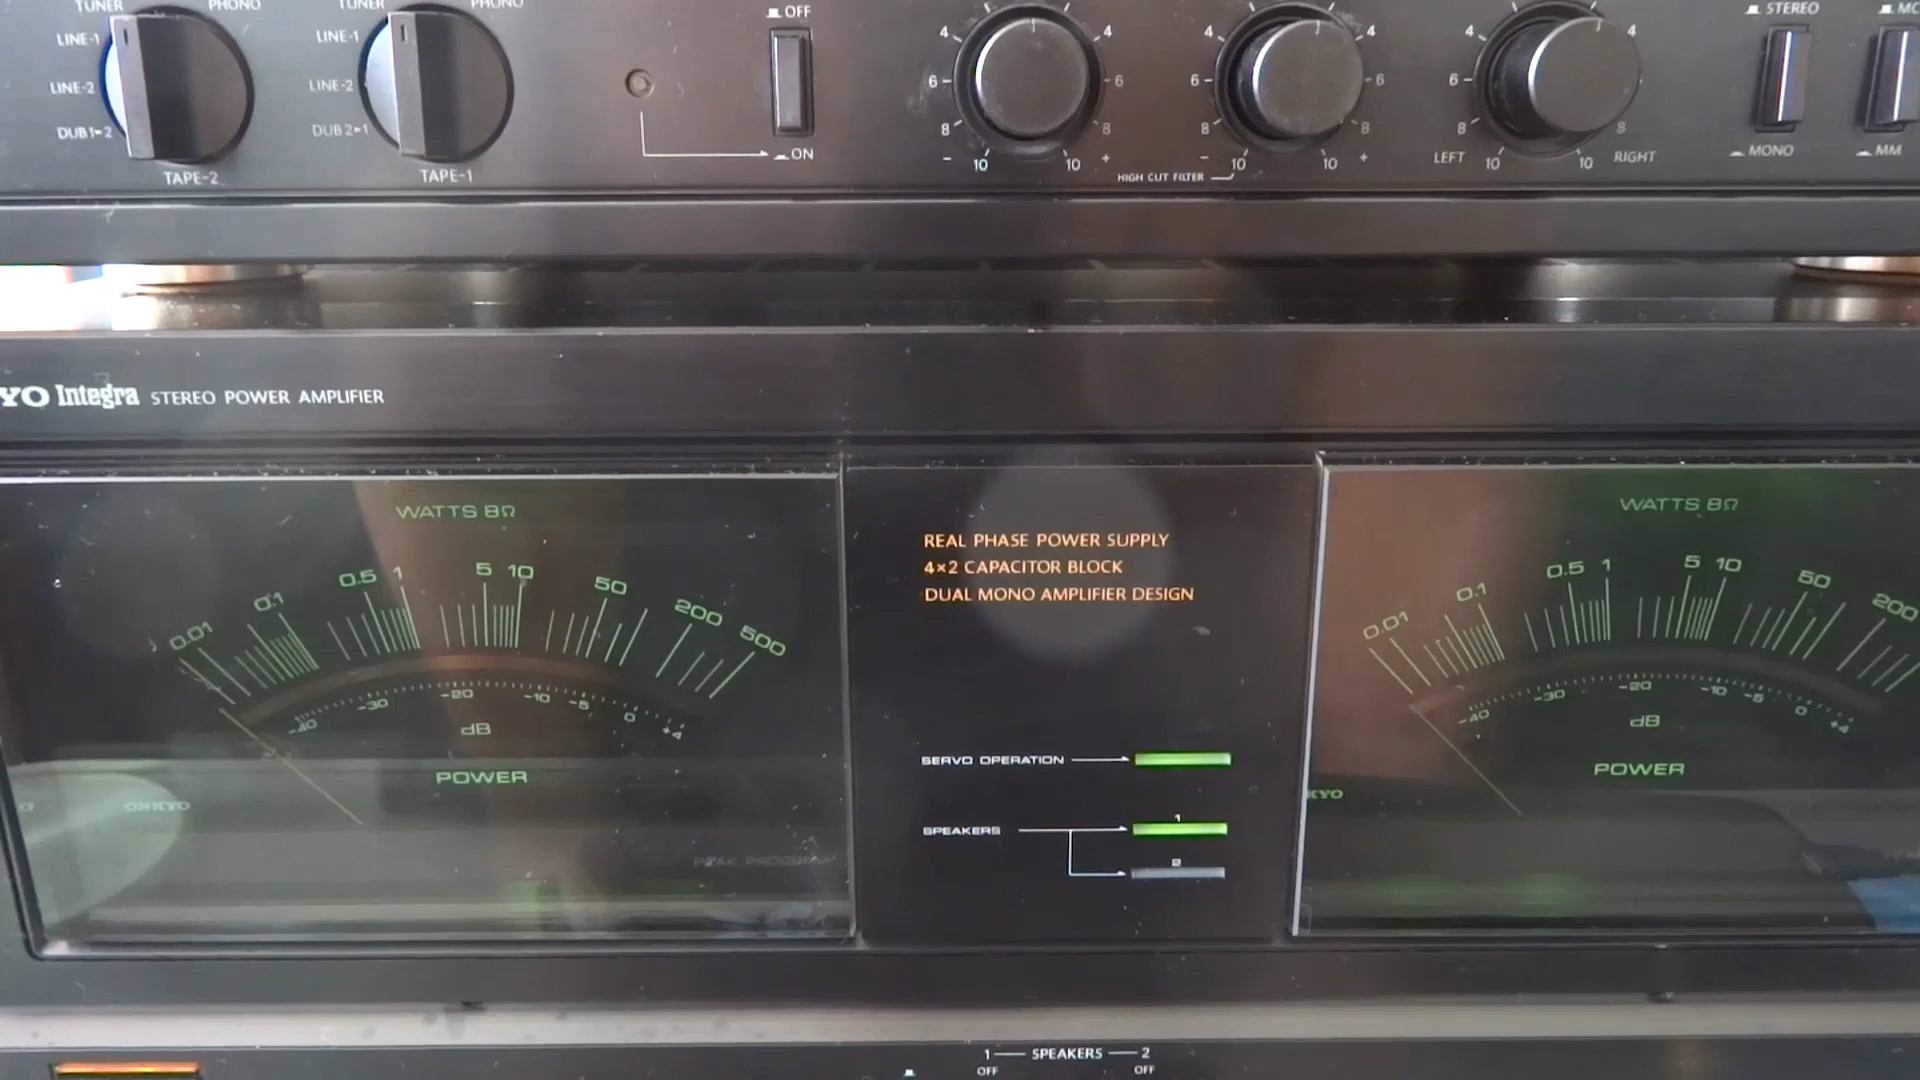 TUNER PHONO TUNER PHONO
LINE-1 LINE-1
LINE-2 LINE-2
DUB 1▸2 DUB 2▸1
TAPE-2 TAPE-1
OFF
ON
4 4 4 4 4 4
6 6 6 6 6 6
8 8 8 8 8 8
- 10 10 + - 10 10 + LEFT 10 10 RIGHT
HIGH CUT FILTER
STEREO MC
MONO MM
YO Integra STEREO POWER AMPLIFIER
WATTS 8Ω
0.01 0.1 0.5 1 5 10 50 200 500
-40 -30 -20 -10 -5 0 +4
dB
POWER
ONKYO
PEAK PROGRAM
REAL PHASE POWER SUPPLY
4×2 CAPACITOR BLOCK
DUAL MONO AMPLIFIER DESIGN
SERVO OPERATION
SPEAKERS 1
2
WATTS 8Ω
0.01 0.1 0.5 1 5 10 50 200
-40 -30 -20 -10 -5 0 +4
dB
POWER
KYO
1 SPEAKERS 2
OFF OFF